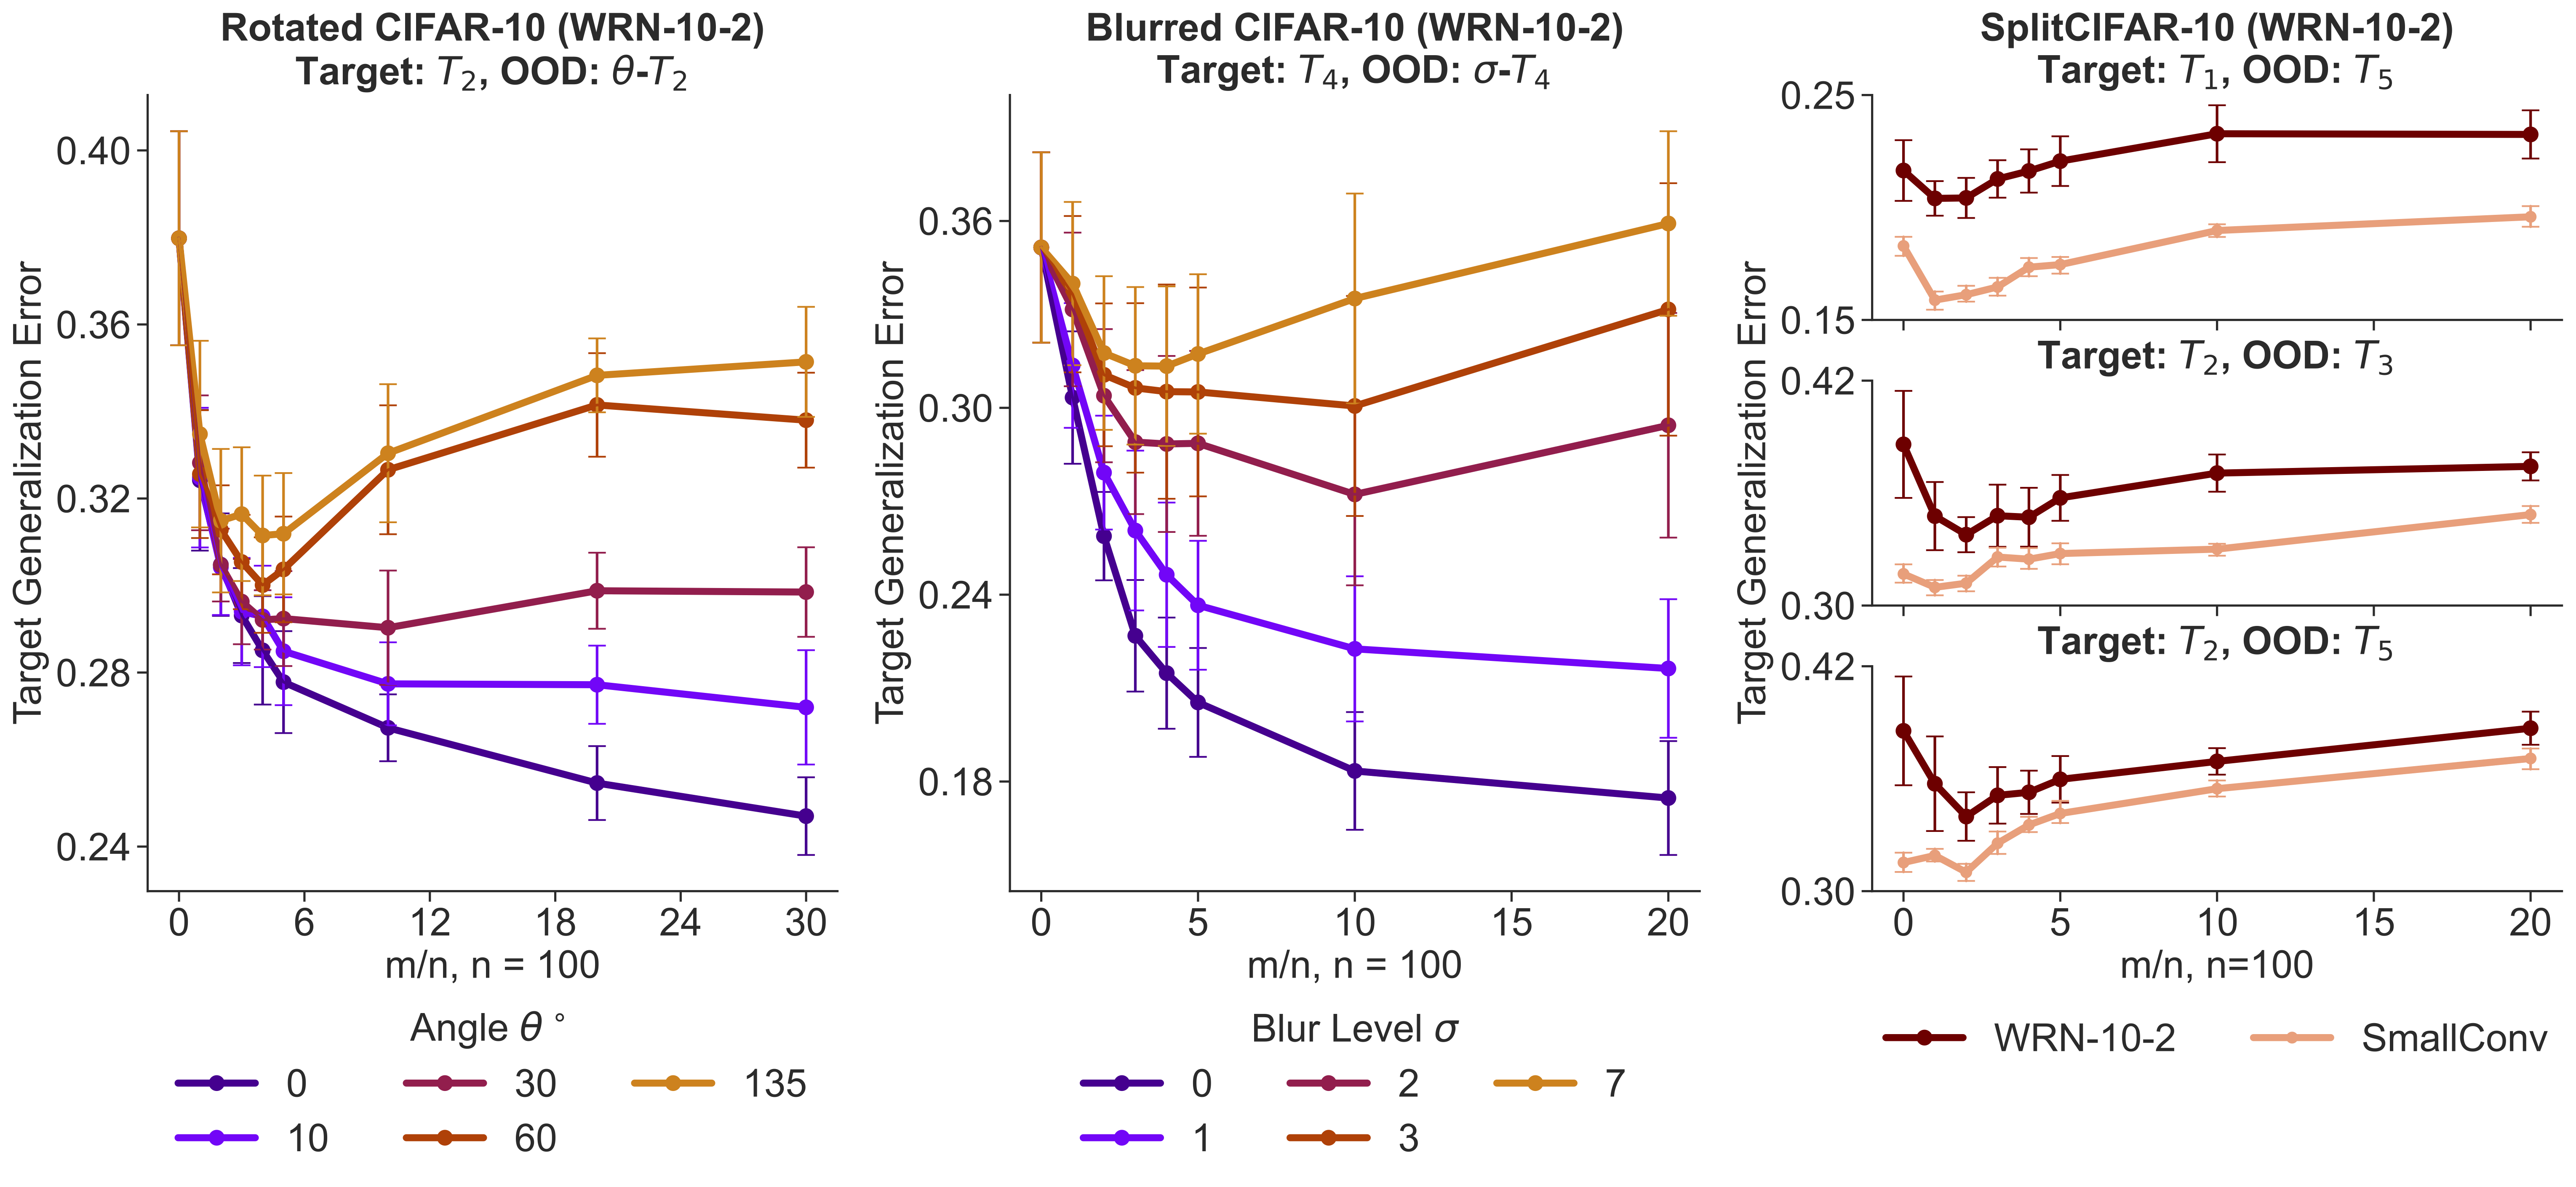 Rotated CIFAR-10 (WRN-10-2)
Target: T₂, OOD: θ-T₂
Target Generalization Error
0.40
0.36
0.32
0.28
0.24
0 6 12 18 24 30
m/n, n = 100
Angle θ °
0 30 135
10 60
Blurred CIFAR-10 (WRN-10-2)
Target: T₄, OOD: σ-T₄
Target Generalization Error
0.36
0.30
0.24
0.18
0 5 10 15 20
m/n, n = 100
Blur Level σ
0 2 7
1 3
SplitCIFAR-10 (WRN-10-2)
Target: T₁, OOD: T₅
Target Generalization Error
0.25
0.15
Target: T₂, OOD: T₃
0.42
0.30
Target: T₂, OOD: T₅
0.42
0.30
0 5 10 15 20
m/n, n=100
WRN-10-2 SmallConv